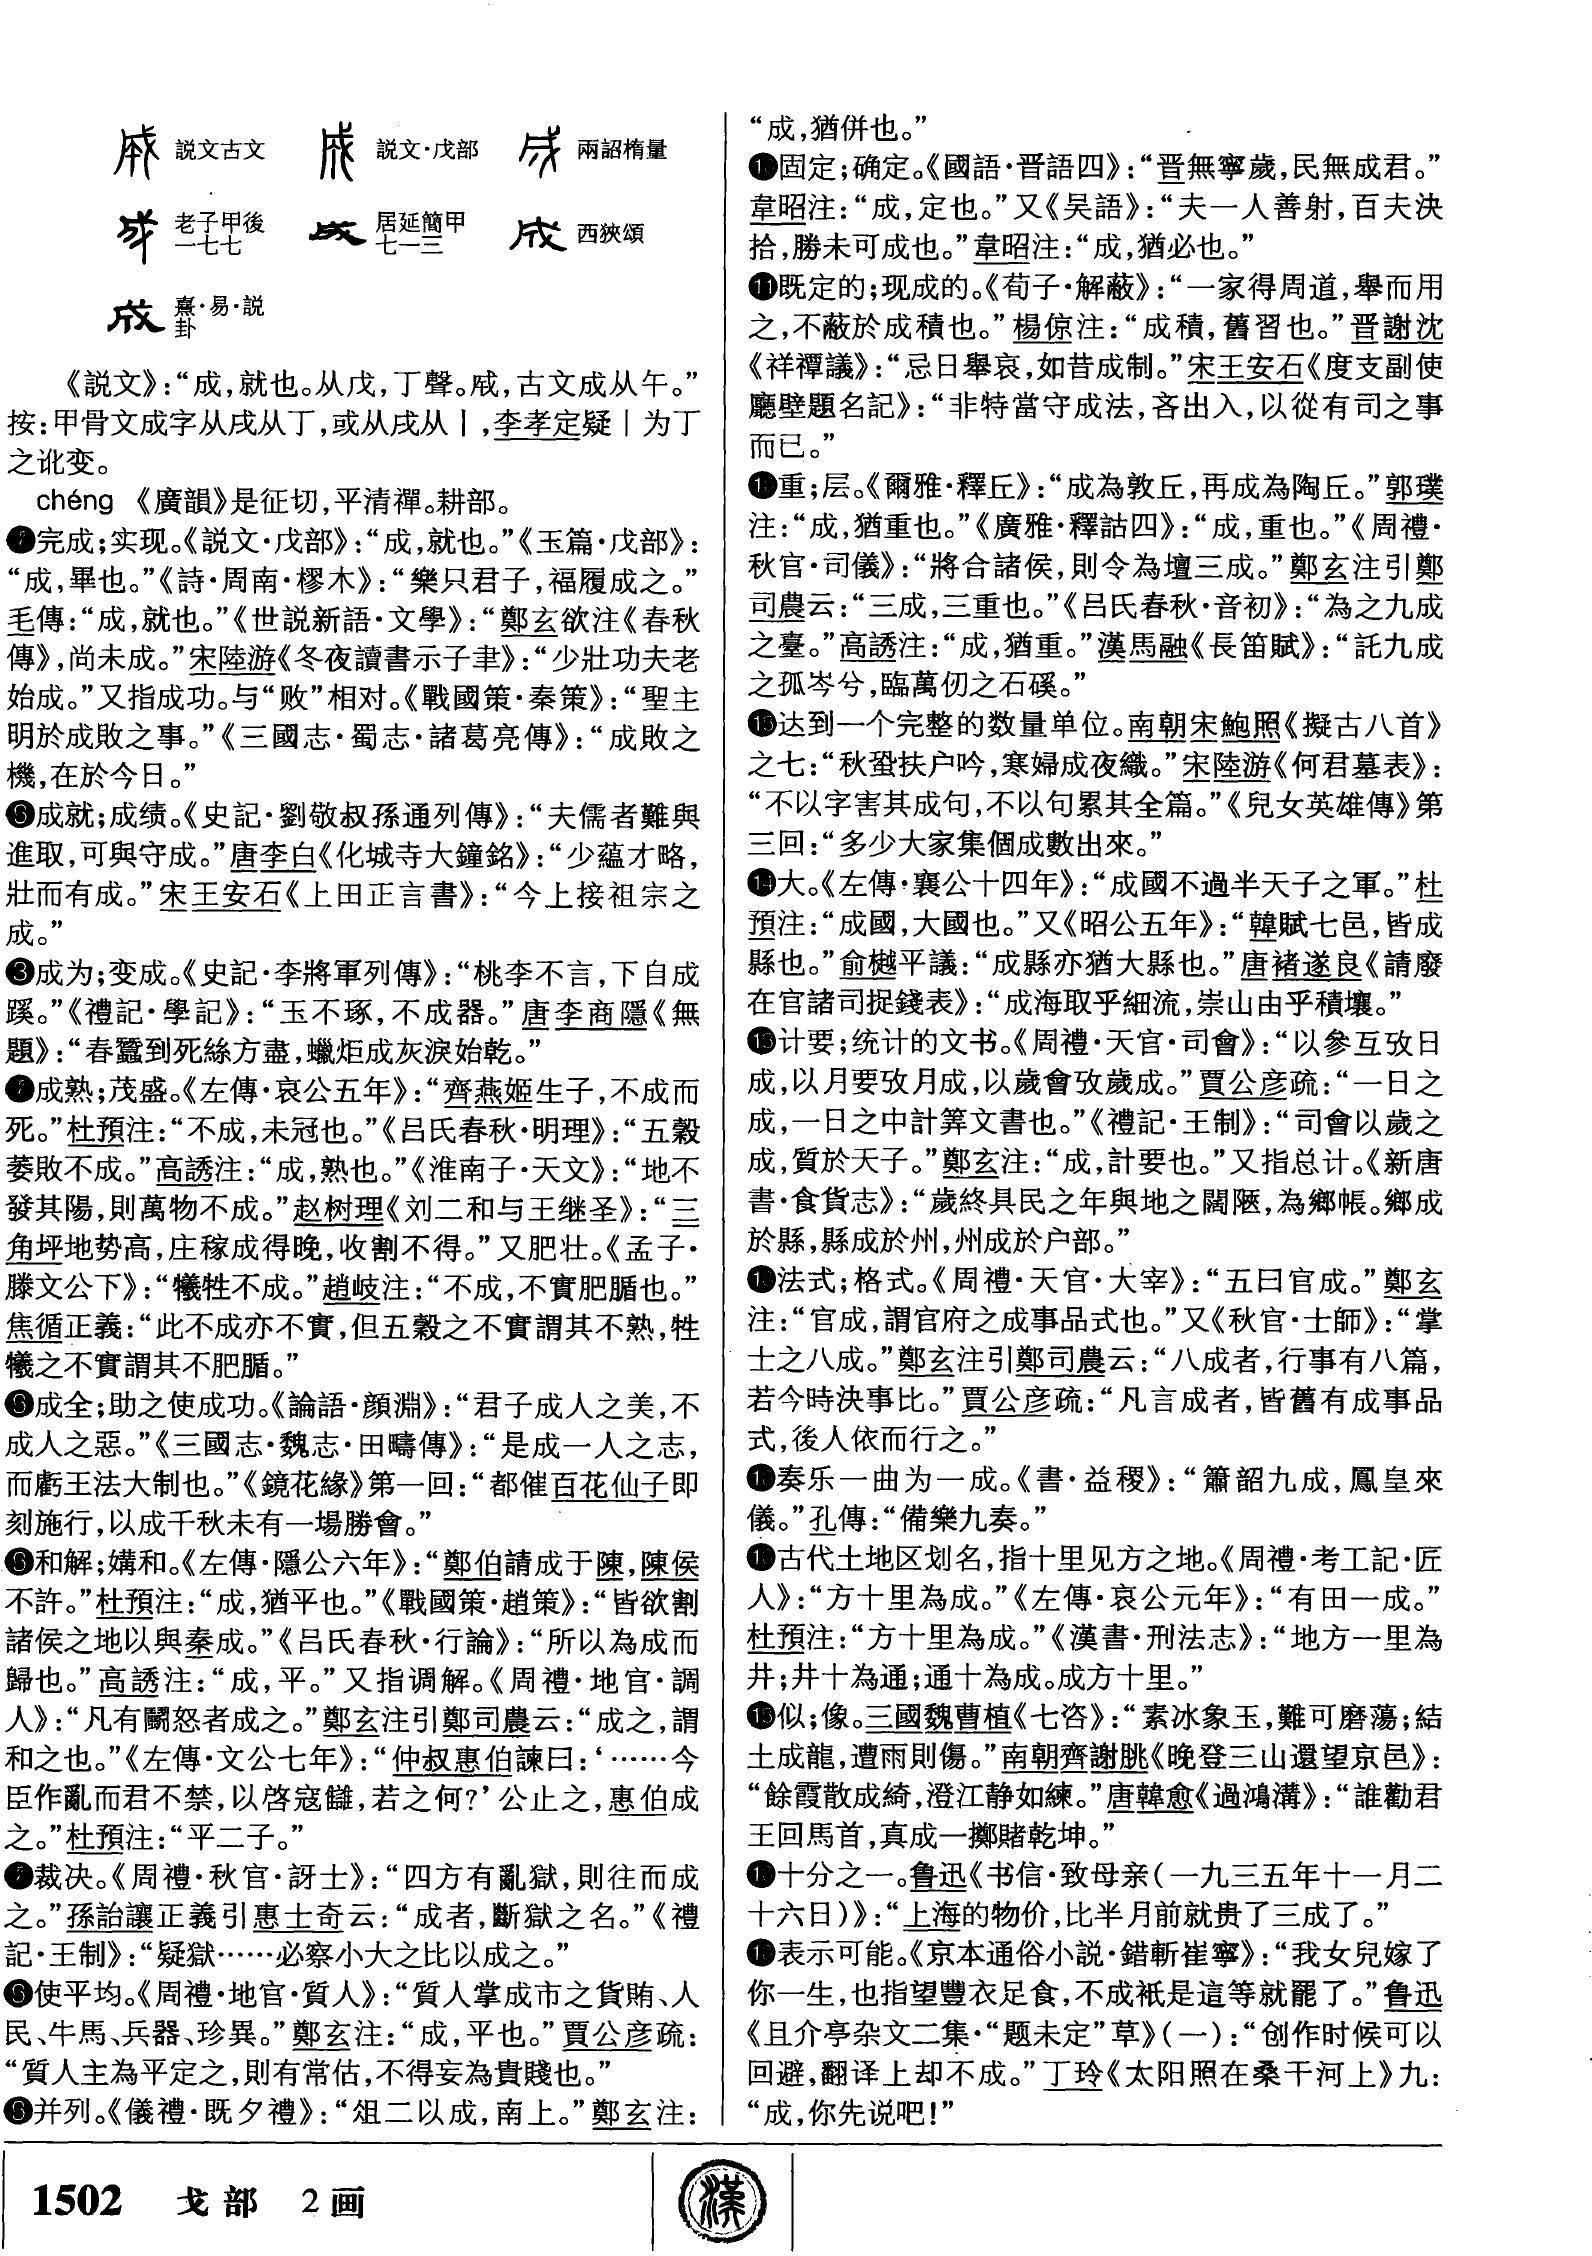 説文古文 説文·戊部 兩詔楕量
老子甲後一七七 居延簡甲七一三 西狹頌
熹·易·説卦
《説文》：“成，就也。从戊，丁聲。𢦩，古文成从午。”
按：甲骨文成字从戌从丁，或从戌从丨，李孝定疑丨为丁
之讹变。
chéng 《廣韻》是征切，平清禪。耕部。
完成；实现。《説文·戊部》：“成，就也。”《玉篇·戊部》：
“成，畢也。”《詩·周南·樛木》：“樂只君子，福履成之。”
毛傳：“成，就也。”《世説新語·文學》：“鄭玄欲注《春秋
傳》，尚未成。”宋陸游《冬夜讀書示子聿》：“少壯功夫老
始成。”又指成功。与“败”相对。《戰國策·秦策》：“聖主
明於成敗之事。”《三國志·蜀志·諸葛亮傳》：“成敗之
機，在於今日。”
成就；成绩。《史記·劉敬叔孫通列傳》：“夫儒者難與
進取，可與守成。”唐李白《化城寺大鐘銘》：“少蘊才略，
壯而有成。”宋王安石《上田正言書》：“今上接祖宗之
成。”
❸成为；变成。《史記·李將軍列傳》：“桃李不言，下自成
蹊。”《禮記·學記》：“玉不琢，不成器。”唐李商隱《無
題》：“春蠶到死絲方盡，蠟炬成灰淚始乾。”
成熟；茂盛。《左傳·哀公五年》：“齊燕姬生子，不成而
死。”杜預注：“不成，未冠也。”《吕氏春秋·明理》：“五穀
萎敗不成。”高誘注：“成，熟也。”《淮南子·天文》：“地不
發其陽，則萬物不成。”赵树理《刘二和与王继圣》：“三
角坪地势高，庄稼成得晚，收割不得。”又肥壮。《孟子·
滕文公下》：“犧牲不成。”趙岐注：“不成，不實肥腯也。”
焦循正義：“此不成亦不實，但五穀之不實謂其不熟，牲
犧之不實謂其不肥腯。”
成全；助之使成功。《論語·顔淵》：“君子成人之美，不
成人之惡。”《三國志·魏志·田疇傳》：“是成一人之志，
而虧王法大制也。”《鏡花緣》第一回：“都催百花仙子即
刻施行，以成千秋未有一場勝會。”
和解；媾和。《左傳·隱公六年》：“鄭伯請成于陳，陳侯
不許。”杜預注：“成，猶平也。”《戰國策·趙策》：“皆欲割
諸侯之地以與秦成。”《吕氏春秋·行論》：“所以為成而
歸也。”高誘注：“成，平。”又指调解。《周禮·地官·調
人》：“凡有鬭怒者成之。”鄭玄注引鄭司農云：“成之，謂
和之也。”《左傳·文公七年》：“仲叔惠伯諫曰：‘……今
臣作亂而君不禁，以啓寇讎，若之何？’公止之，惠伯成
之。”杜預注：“平二子。”
裁决。《周禮·秋官·訝士》：“四方有亂獄，則往而成
之。”孫詒讓正義引惠士奇云：“成者，斷獄之名。”《禮
記·王制》：“疑獄……必察小大之比以成之。”
使平均。《周禮·地官·質人》：“質人掌成市之貨賄、人
民、牛馬、兵器、珍異。”鄭玄注：“成，平也。”賈公彦疏：
“質人主為平定之，則有常估，不得妄為貴賤也。”
并列。《儀禮·既夕禮》：“俎二以成，南上。”鄭玄注：
“成，猶併也。”
固定；确定。《國語·晋語四》：“晋無寧歲，民無成君。”
韋昭注：“成，定也。”又《吴語》：“夫一人善射，百夫決
拾，勝未可成也。”韋昭注：“成，猶必也。”
⓫既定的；现成的。《荀子·解蔽》：“一家得周道，舉而用
之，不蔽於成積也。”楊倞注：“成積，舊習也。”晋謝沈
《祥禫議》：“忌日舉哀，如昔成制。”宋王安石《度支副使
廳壁題名記》：“非特當守成法，吝出入，以從有司之事
而已。”
重；层。《爾雅·釋丘》：“成為敦丘，再成為陶丘。”郭璞
注：“成，猶重也。”《廣雅·釋詁四》：“成，重也。”《周禮·
秋官·司儀》：“將合諸侯，則令為壇三成。”鄭玄注引鄭
司農云：“三成，三重也。”《吕氏春秋·音初》：“為之九成
之臺。”高誘注：“成，猶重。”漢馬融《長笛賦》：“託九成
之孤岑兮，臨萬仞之石磎。”
达到一个完整的数量单位。南朝宋鮑照《擬古八首》
之七：“秋蛩扶户吟，寒婦成夜織。”宋陸游《何君墓表》：
“不以字害其成句，不以句累其全篇。”《兒女英雄傳》第
三回：“多少大家集個成數出來。”
⓮大。《左傳·襄公十四年》：“成國不過半天子之軍。”杜
預注：“成國，大國也。”又《昭公五年》：“韓賦七邑，皆成
縣也。”俞樾平議：“成縣亦猶大縣也。”唐褚遂良《請廢
在官諸司捉錢表》：“成海取乎細流，崇山由乎積壤。”
计要；统计的文书。《周禮·天官·司會》：“以參互攷日
成，以月要攷月成，以歲會攷歲成。”賈公彦疏：“一日之
成，一日之中計筭文書也。”《禮記·王制》：“司會以歲之
成，質於天子。”鄭玄注：“成，計要也。”又指总计。《新唐
書·食貨志》：“歲終具民之年與地之闊陿，為鄉帳。鄉成
於縣，縣成於州，州成於户部。”
法式；格式。《周禮·天官·大宰》：“五曰官成。”鄭玄
注：“官成，謂官府之成事品式也。”又《秋官·士師》：“掌
士之八成。”鄭玄注引鄭司農云：“八成者，行事有八篇，
若今時決事比。”賈公彦疏：“凡言成者，皆舊有成事品
式，後人依而行之。”
奏乐一曲为一成。《書·益稷》：“簫韶九成，鳳皇來
儀。”孔傳：“備樂九奏。”
古代土地区划名，指十里见方之地。《周禮·考工記·匠
人》：“方十里為成。”《左傳·哀公元年》：“有田一成。”
杜預注：“方十里為成。”《漢書·刑法志》：“地方一里為
井；井十為通；通十為成。成方十里。”
似；像。三國魏曹植《七咨》：“素冰象玉，難可磨蕩；結
土成龍，遭雨則傷。”南朝齊謝朓《晚登三山還望京邑》：
“餘霞散成綺，澄江静如練。”唐韓愈《過鴻溝》：“誰勸君
王回馬首，真成一擲賭乾坤。”
十分之一。鲁迅《书信·致母亲（一九三五年十一月二
十六日）》：“上海的物价，比半月前就贵了三成了。”
表示可能。《京本通俗小説·錯斬崔寧》：“我女兒嫁了
你一生，也指望豐衣足食，不成衹是這等就罷了。”鲁迅
《且介亭杂文二集·“题未定”草》（一）：“创作时候可以
回避，翻译上却不成。”丁玲《太阳照在桑干河上》九：
“成，你先说吧！”
1502 戈部 2画
漢